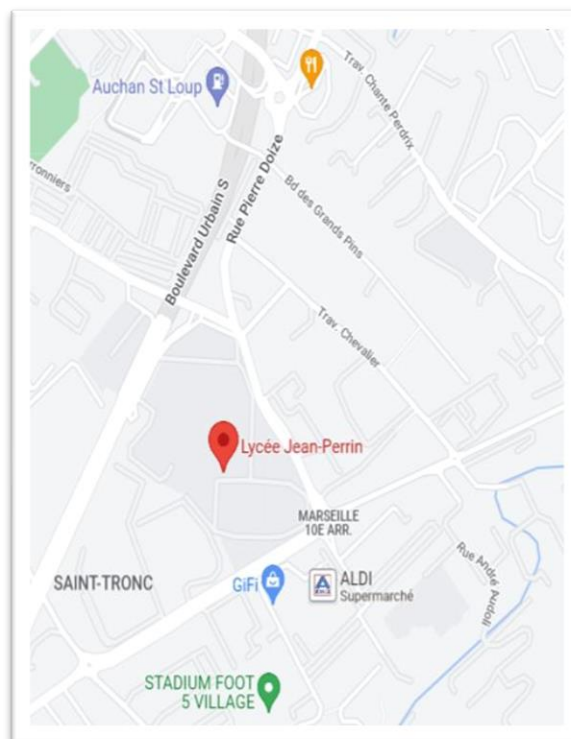 Auchan St Loup
Trav. Chante Perdrix
rronniers
Rue Pierre Doize
Boulevard Urbain S
Bd des Grands Pins
Trav. Chevalier
Lycée Jean-Perrin
MARSEILLE
10E ARR.
Rue André Audoli
SAINT-TRONC
GiFi
ALDI
Supermarché
STADIUM FOOT
5 VILLAGE